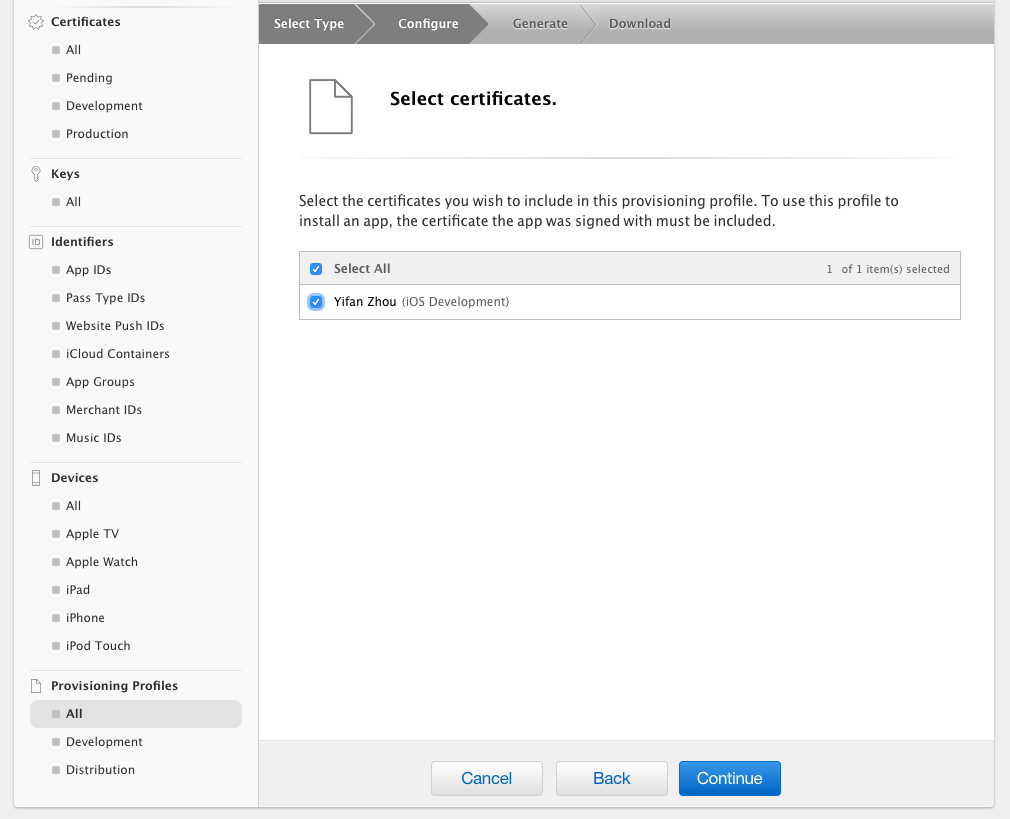 Certificates
All
Pending
Development
Production
Keys
All
ID Identifiers
App IDs
Pass Type IDs
Website Push IDs
iCloud Containers
App Groups
Merchant IDs
Music IDs
Devices
All
Apple TV
Apple Watch
iPad
iPhone
iPod Touch
Provisioning Profiles
All
Development
Distribution
Select Type Configure Generate Download
Select certificates.
Select the certificates you wish to include in this provisioning profile. To use this profile to
install an app, the certificate the app was signed with must be included.
Select All 1 of 1 item(s) selected
Yifan Zhou (iOS Development)
Cancel Back Continue